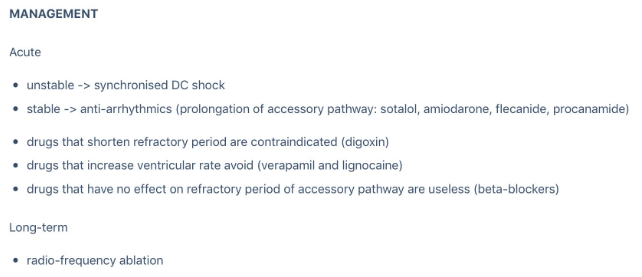 MANAGEMENT
Acute
• unstable -> synchronised DC shock
• stable -> anti-arrhythmics (prolongation of accessory pathway: sotalol, amiodarone, flecanide, procanamide)
• drugs that shorten refractory period are contraindicated (digoxin)
• drugs that increase ventricular rate avoid (verapamil and lignocaine)
• drugs that have no effect on refractory period of accessory pathway are useless (beta-blockers)
Long-term
• radio-frequency ablation